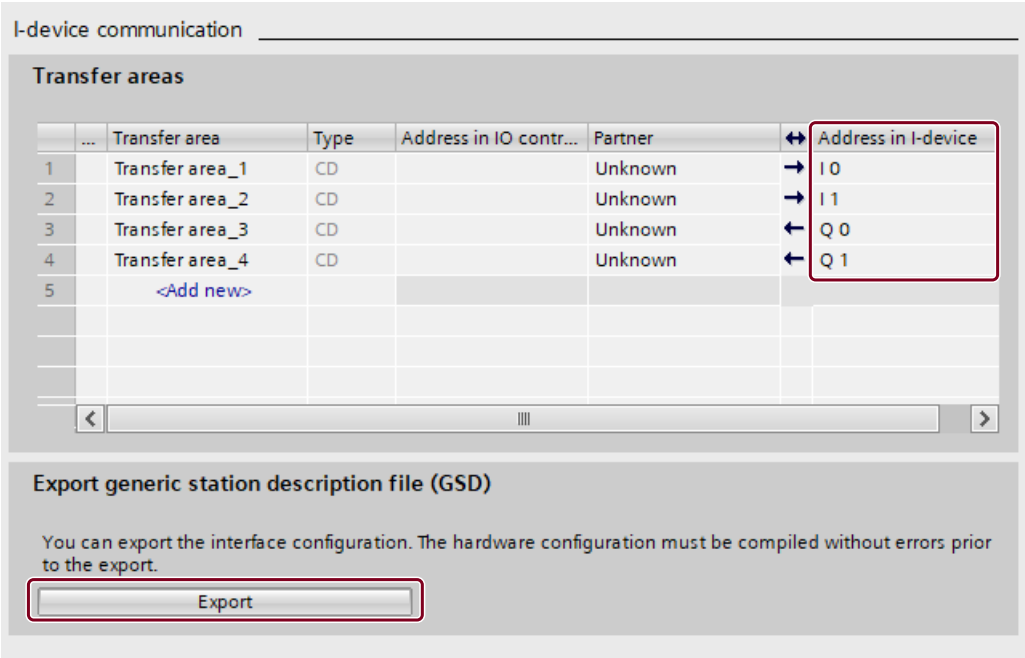 I-device communication
Transfer areas
... Transfer area Type Address in IO contr... Partner ↔ Address in I-device
1 Transfer area_1 CD Unknown → I 0
2 Transfer area_2 CD Unknown → I 1
3 Transfer area_3 CD Unknown ← Q 0
4 Transfer area_4 CD Unknown ← Q 1
5 <Add new>
Export generic station description file (GSD)
You can export the interface configuration. The hardware configuration must be compiled without errors prior
to the export.
Export